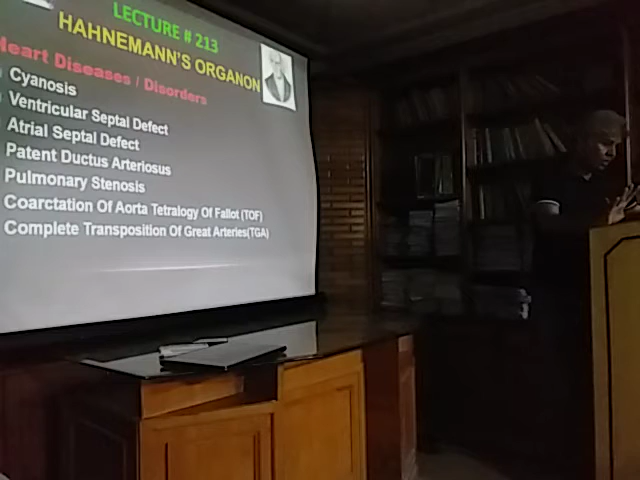 LECTURE # 213
HAHNEMANN'S ORGANON
Heart Diseases / Disorders
Cyanosis
Ventricular Septal Defect
Atrial Septal Defect
Patent Ductus Arteriosus
Pulmonary Stenosis
Coarctation Of Aorta Tetralogy Of Fallot (TOF)
Complete Transposition Of Great Arteries(TGA)